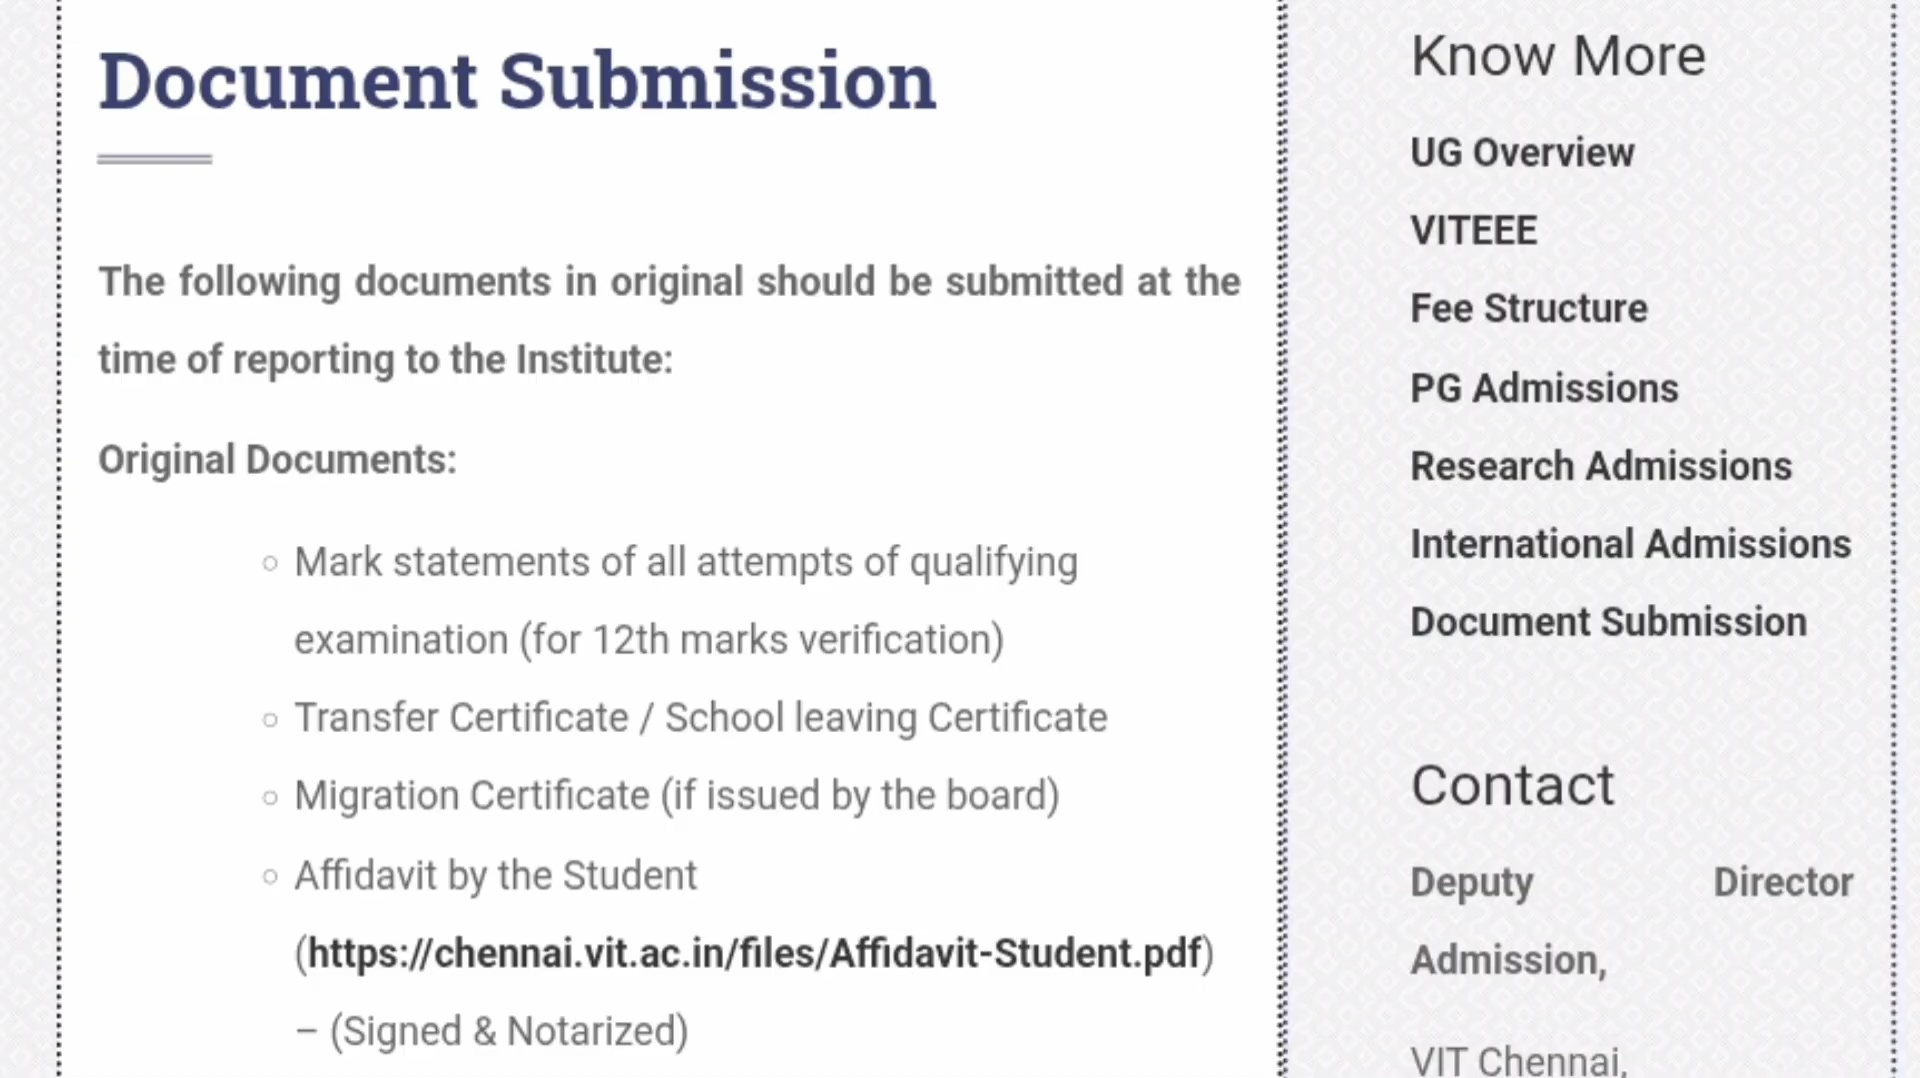 Document Submission
The following documents in original should be submitted at the
time of reporting to the Institute:
Original Documents:
Mark statements of all attempts of qualifying
examination (for 12th marks verification)
Transfer Certificate / School leaving Certificate
Migration Certificate (if issued by the board)
Affidavit by the Student
(https://chennai.vit.ac.in/files/Affidavit-Student.pdf)
– (Signed & Notarized)
Know More
UG Overview
VITEEE
Fee Structure
PG Admissions
Research Admissions
International Admissions
Document Submission
Contact
Deputy Director
Admission,
VIT Chennai,